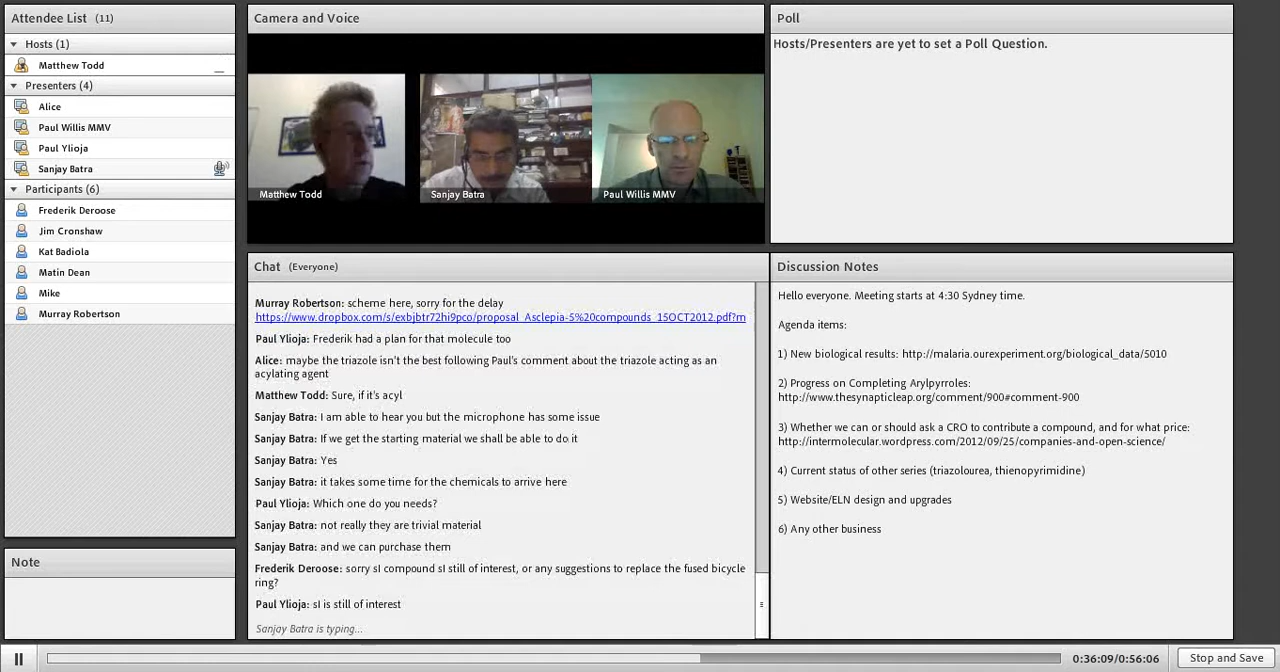 Attendee List (11)
Hosts (1)
Matthew Todd
Presenters (4)
Alice
Paul Willis MMV
Paul Ylioja
Sanjay Batra
Participants (6)
Frederik Deroose
Jim Cronshaw
Kat Badiola
Matin Dean
Mike
Murray Robertson
Note
Camera and Voice
Matthew Todd
Sanjay Batra
Paul Willis MMV
Poll
Hosts/Presenters are yet to set a Poll Question.
Chat (Everyone)
Murray Robertson: scheme here, sorry for the delay
https://www.dropbox.com/s/exbjbtr72hi9pco/proposal_Asclepia-5%20compounds_15OCT2012.pdf?m
Paul Ylioja: Frederik had a plan for that molecule too
Alice: maybe the triazole isn't the best following Paul's comment about the triazole acting as an
acylating agent
Matthew Todd: Sure, if it's acyl
Sanjay Batra: I am able to hear you but the microphone has some issue
Sanjay Batra: If we get the starting material we shall be able to do it
Sanjay Batra: Yes
Sanjay Batra: it takes some time for the chemicals to arrive here
Paul Ylioja: Which one do you needs?
Sanjay Batra: not really they are trivial material
Sanjay Batra: and we can purchase them
Frederik Deroose: sorry sI compound sI still of interest, or any suggestions to replace the fused bicycle
ring?
Paul Ylioja: sI is still of interest
Sanjay Batra is typing...
Discussion Notes
Hello everyone. Meeting starts at 4:30 Sydney time.
Agenda items:
1) New biological results: http://malaria.ourexperiment.org/biological_data/5010
2) Progress on Completing Arylpyrroles:
http://www.thesynapticleap.org/comment/900#comment-900
3) Whether we can or should ask a CRO to contribute a compound, and for what price:
http://intermolecular.wordpress.com/2012/09/25/companies-and-open-science/
4) Current status of other series (triazolourea, thienopyrimidine)
5) Website/ELN design and upgrades
6) Any other business
0:36:09/0:56:06
Stop and Save